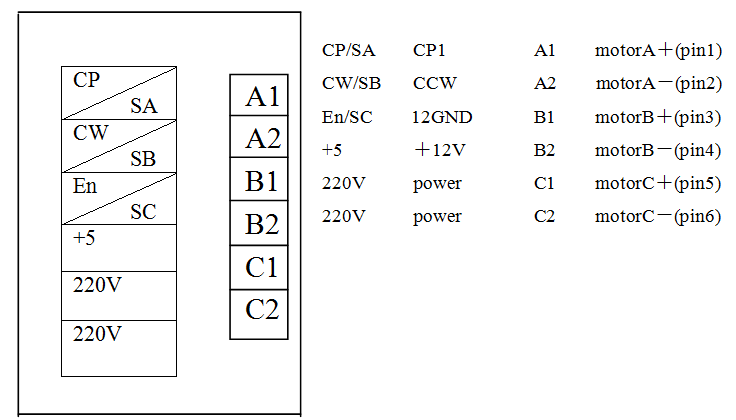 CP
SA
CW
SB
En
SC
+5
220V
220V
A1
A2
B1
B2
C1
C2
CP/SA CP1 A1 motorA＋(pin1)
CW/SB CCW A2 motorA－(pin2)
En/SC 12GND B1 motorB＋(pin3)
+5 ＋12V B2 motorB－(pin4)
220V power C1 motorC＋(pin5)
220V power C2 motorC－(pin6)